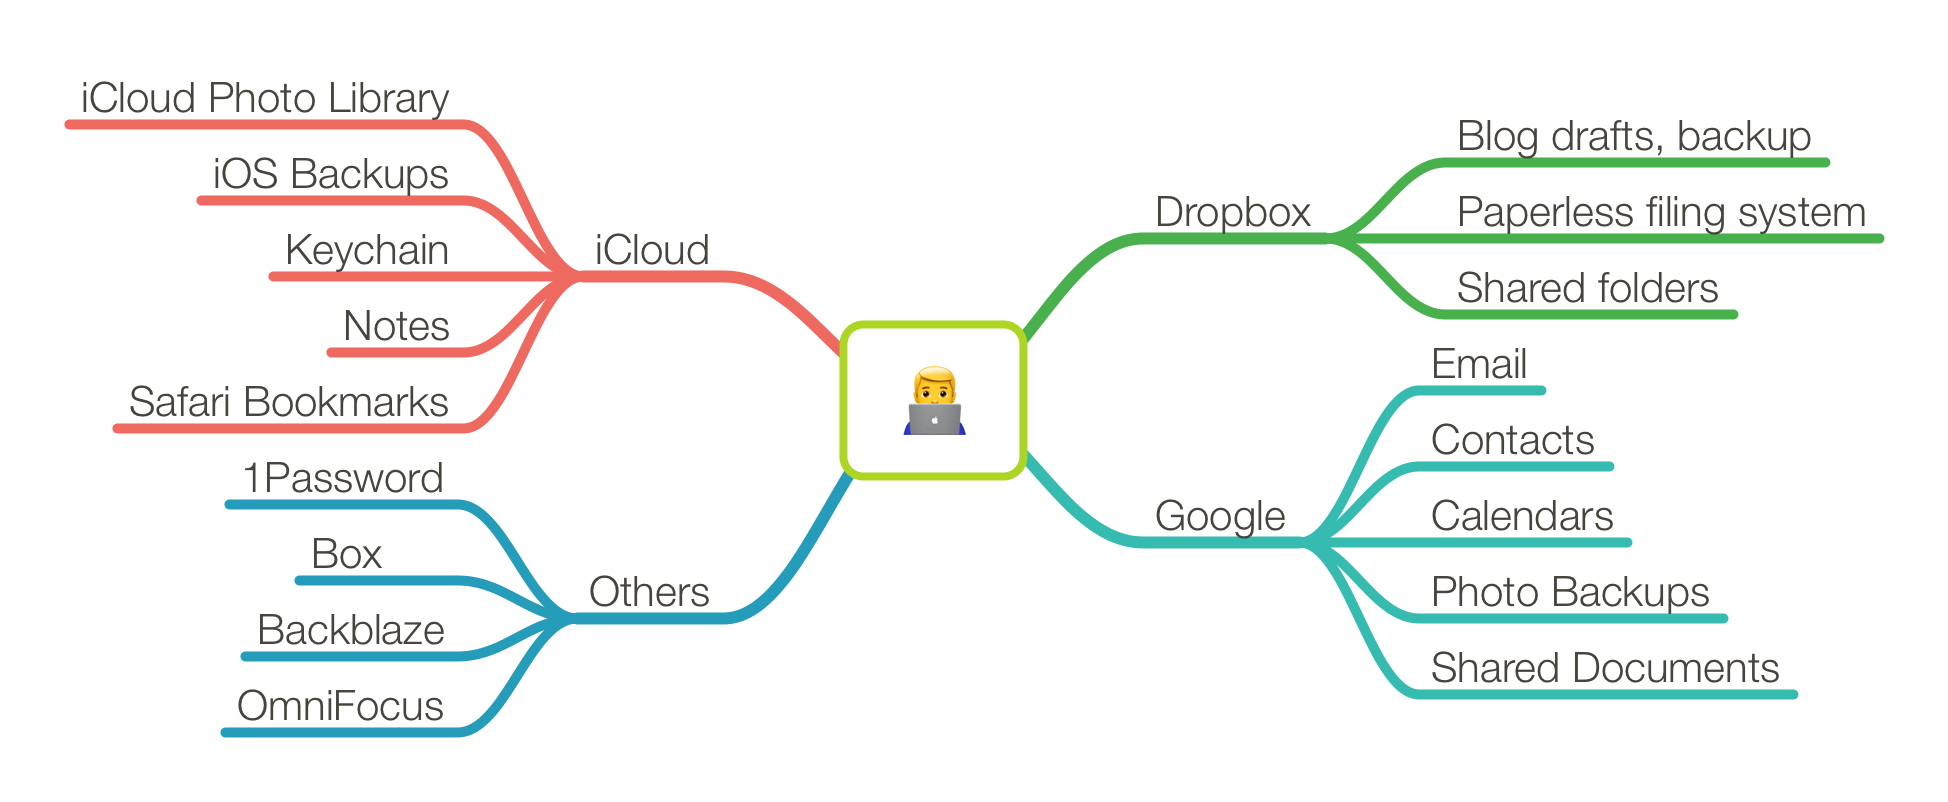 iCloud Photo Library
iOS Backups
Keychain
Notes
Safari Bookmarks
iCloud
1Password
Box
Backblaze
OmniFocus
Others
Dropbox
Blog drafts, backup
Paperless filing system
Shared folders
Google
Email
Contacts
Calendars
Photo Backups
Shared Documents